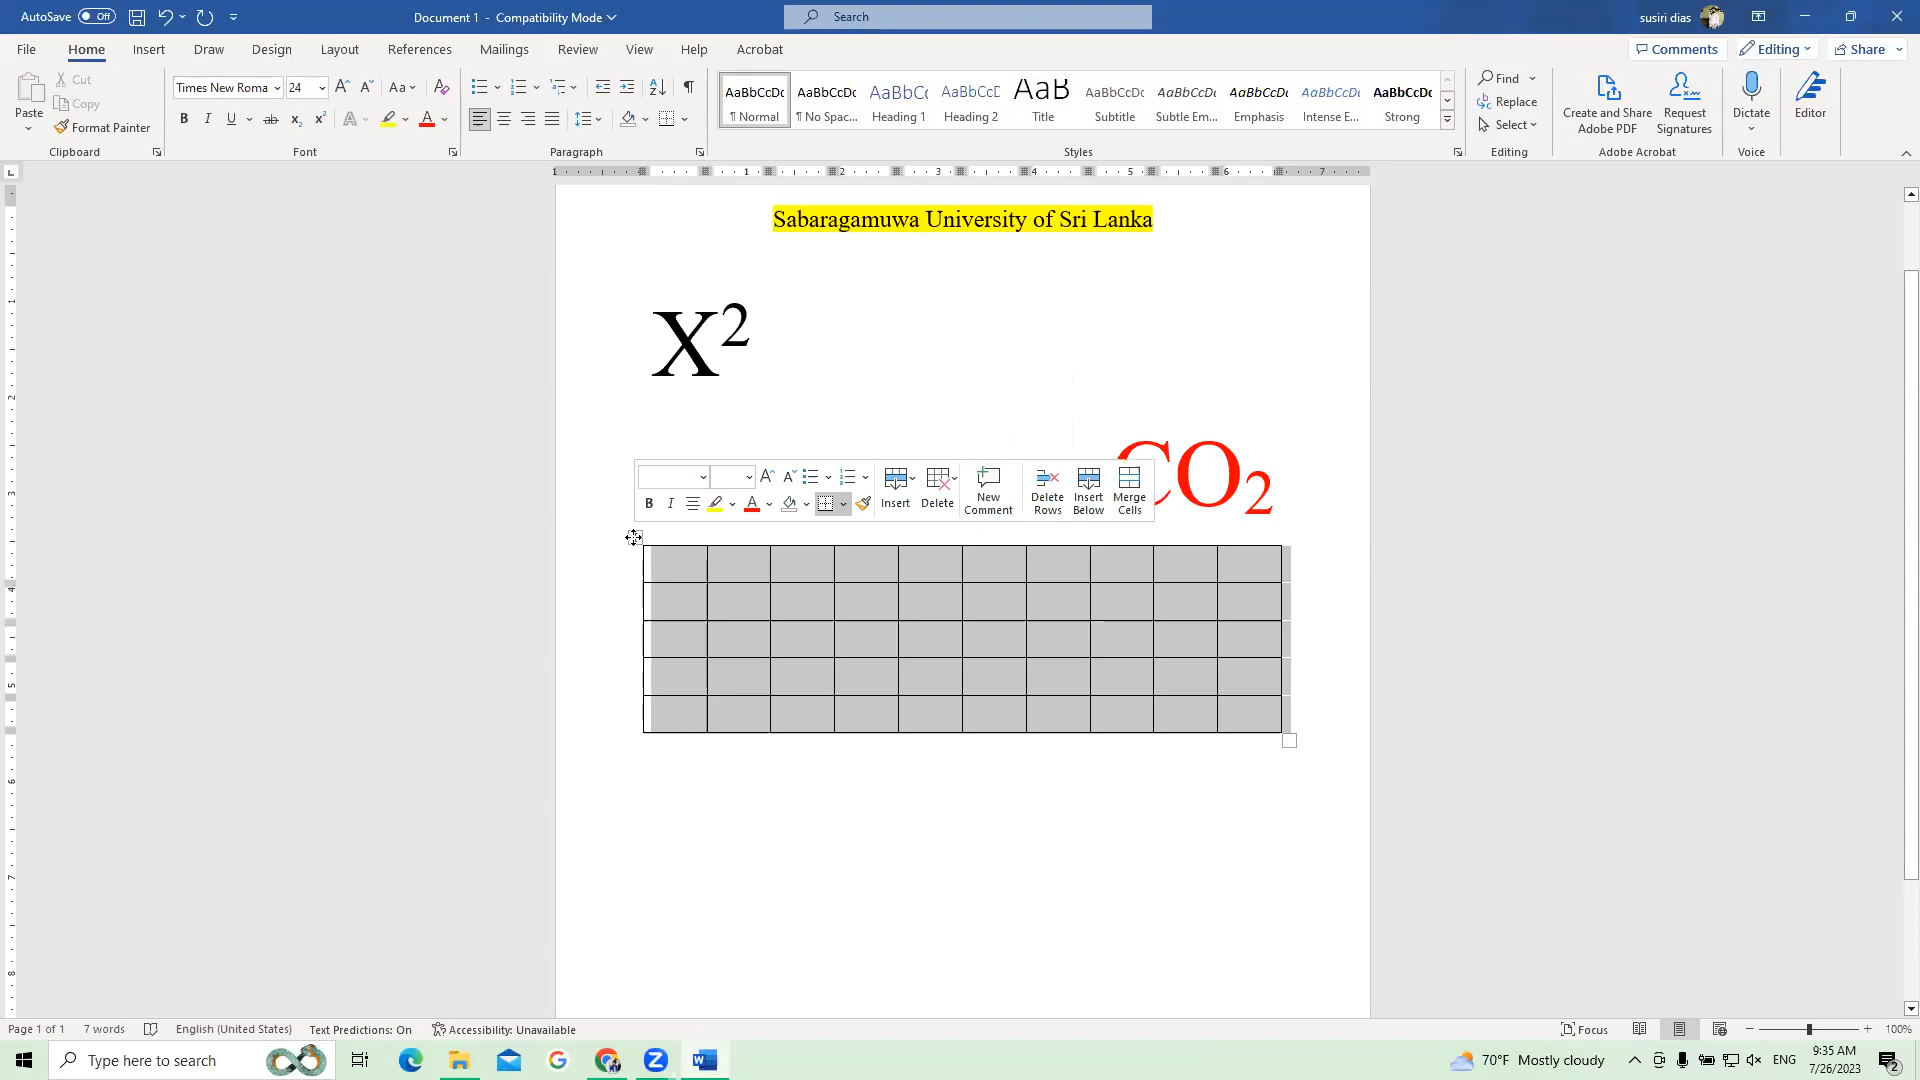 AutoSave Off Document 1 - Compatibility Mode Search susiri dias
File Home Insert Draw Design Layout References Mailings Review View Help Acrobat Comments Editing Share
Paste Cut Copy Format Painter
Clipboard
Times New Roma 24
Font
Paragraph
AaBbCcDc ¶ Normal
AaBbCcDc ¶ No Spac...
AaBbC Heading 1
AaBbCcD Heading 2
AaB Title
AaBbCcDc Subtitle
AaBbCcDc Subtle Em...
AaBbCcDc Emphasis
AaBbCcDc Intense E...
AaBbCcDc Strong
Styles
Find
Replace
Select
Editing
Create and Share Adobe PDF
Request Signatures
Adobe Acrobat
Dictate
Voice
Editor
Sabaragamuwa University of Sri Lanka
X²
CO₂
Insert
Delete
New Comment
Delete Rows
Insert Below
Merge Cells
Page 1 of 1 7 words English (United States) Text Predictions: On Accessibility: Unavailable Focus 100%
Type here to search 70°F Mostly cloudy ENG 9:35 AM
7/26/2023 2